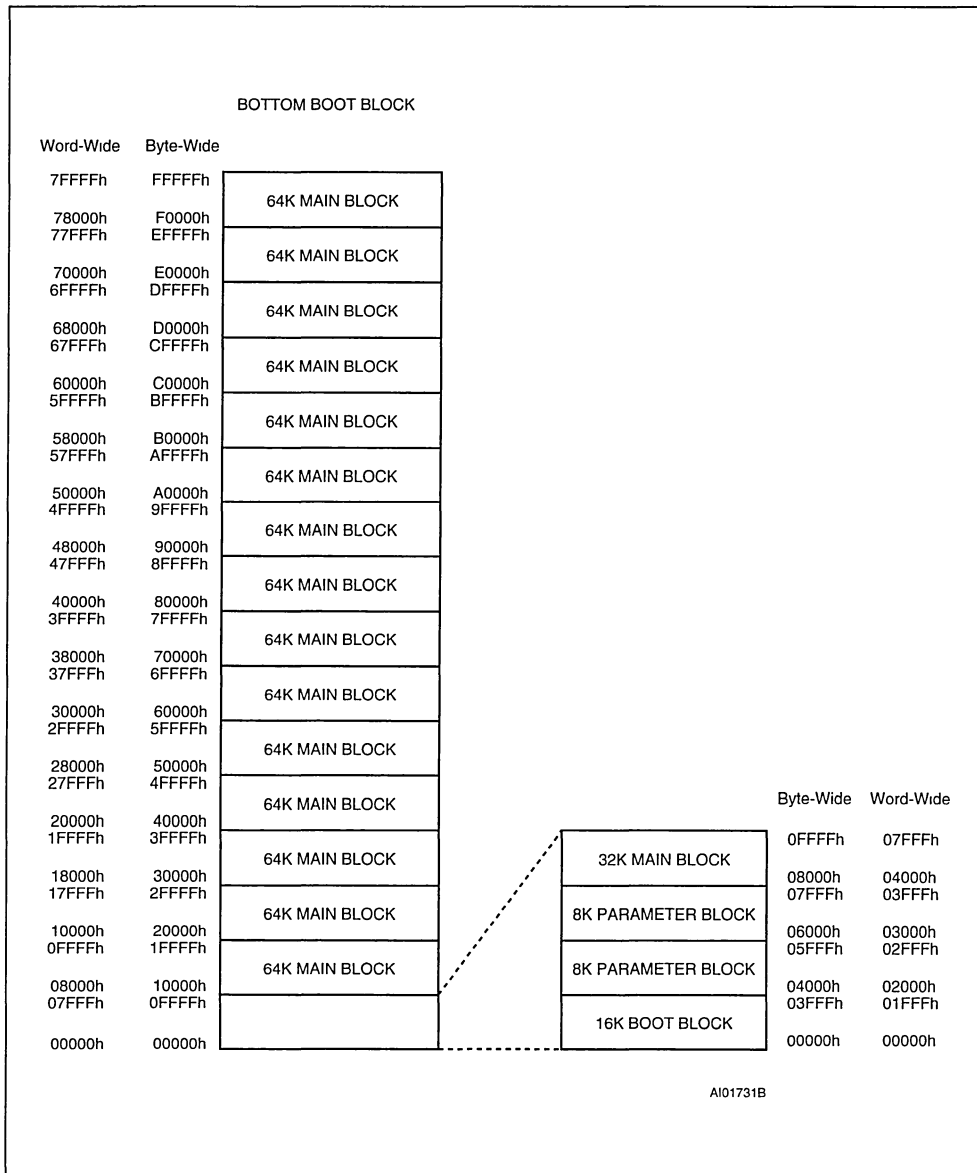 BOTTOM BOOT BLOCK
Word-Wide Byte-Wide
7FFFFh FFFFFh
64K MAIN BLOCK
78000h F0000h
77FFFh EFFFFh
64K MAIN BLOCK
70000h E0000h
6FFFFh DFFFFh
64K MAIN BLOCK
68000h D0000h
67FFFh CFFFFh
64K MAIN BLOCK
60000h C0000h
5FFFFh BFFFFh
64K MAIN BLOCK
58000h B0000h
57FFFh AFFFFh
64K MAIN BLOCK
50000h A0000h
4FFFFh 9FFFFh
64K MAIN BLOCK
48000h 90000h
47FFFh 8FFFFh
64K MAIN BLOCK
40000h 80000h
3FFFFh 7FFFFh
64K MAIN BLOCK
38000h 70000h
37FFFh 6FFFFh
64K MAIN BLOCK
30000h 60000h
2FFFFh 5FFFFh
64K MAIN BLOCK
28000h 50000h
27FFFh 4FFFFh
64K MAIN BLOCK
20000h 40000h
1FFFFh 3FFFFh
64K MAIN BLOCK
18000h 30000h
17FFFh 2FFFFh
64K MAIN BLOCK
10000h 20000h
0FFFFh 1FFFFh
64K MAIN BLOCK
08000h 10000h
07FFFh 0FFFFh
00000h 00000h
Byte-Wide Word-Wide
0FFFFh 07FFFh
32K MAIN BLOCK
08000h 04000h
07FFFh 03FFFh
8K PARAMETER BLOCK
06000h 03000h
05FFFh 02FFFh
8K PARAMETER BLOCK
04000h 02000h
03FFFh 01FFFh
16K BOOT BLOCK
00000h 00000h
AI01731B